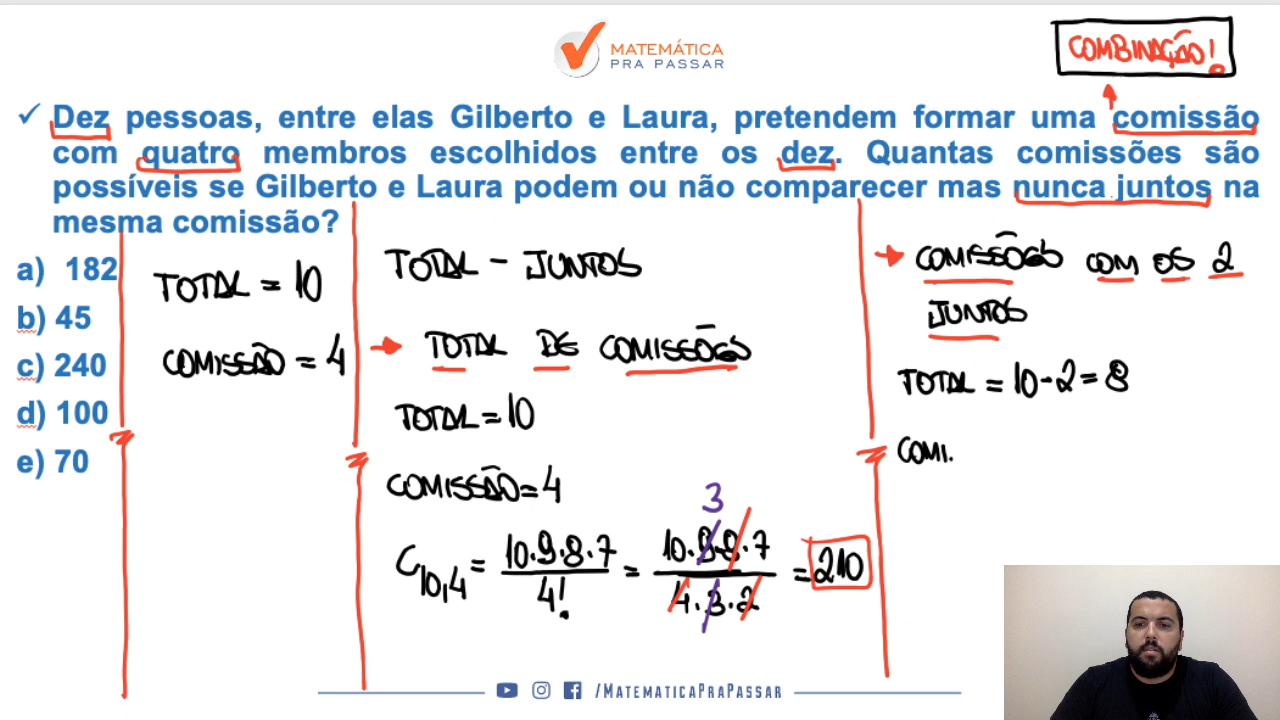 MATEMÁTICA
PRA PASSAR
COMBINAÇÃO!
✓ Dez pessoas, entre elas Gilberto e Laura, pretendem formar uma comissão
com quatro membros escolhidos entre os dez. Quantas comissões são
possíveis se Gilberto e Laura podem ou não comparecer mas nunca juntos na
mesma comissão?
a) 182
b) 45
c) 240
d) 100
e) 70
TOTAL = 10
COMISSÃO = 4
TOTAL - JUNTOS
→ TOTAL DE COMISSÕES
TOTAL = 10
COMISSÃO = 4
C10,4 = 10.9.8.7 / 4! = 10.9.8.7 / 4.3.2 = 210
3
→ COMISSÕES COM OS 2
JUNTOS
TOTAL = 10 - 2 = 8
COMI.
/MATEMATICAPRAPASSAR